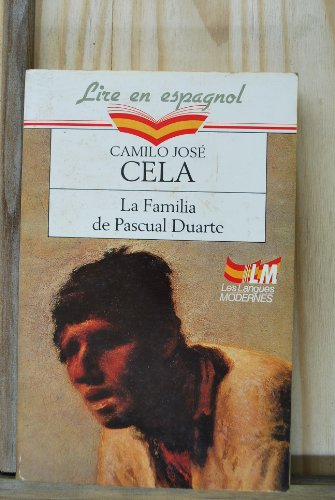 Lire en espagnol
CAMILO JOSÉ
CELA
La Familia
de Pascual Duarte
LM
Les Langues
MODERNES